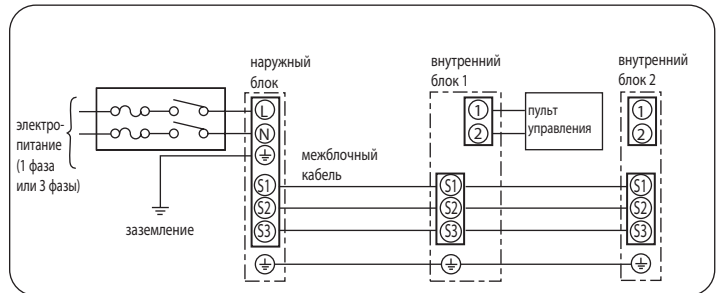 наружный
блок
внутренний
блок 1
внутренний
блок 2
электро-
питание
(1 фаза
или 3 фазы)
L
N
заземление
межблочный
кабель
1
2
пульт
управления
1
2
S1
S2
S3
S1
S2
S3
S1
S2
S3